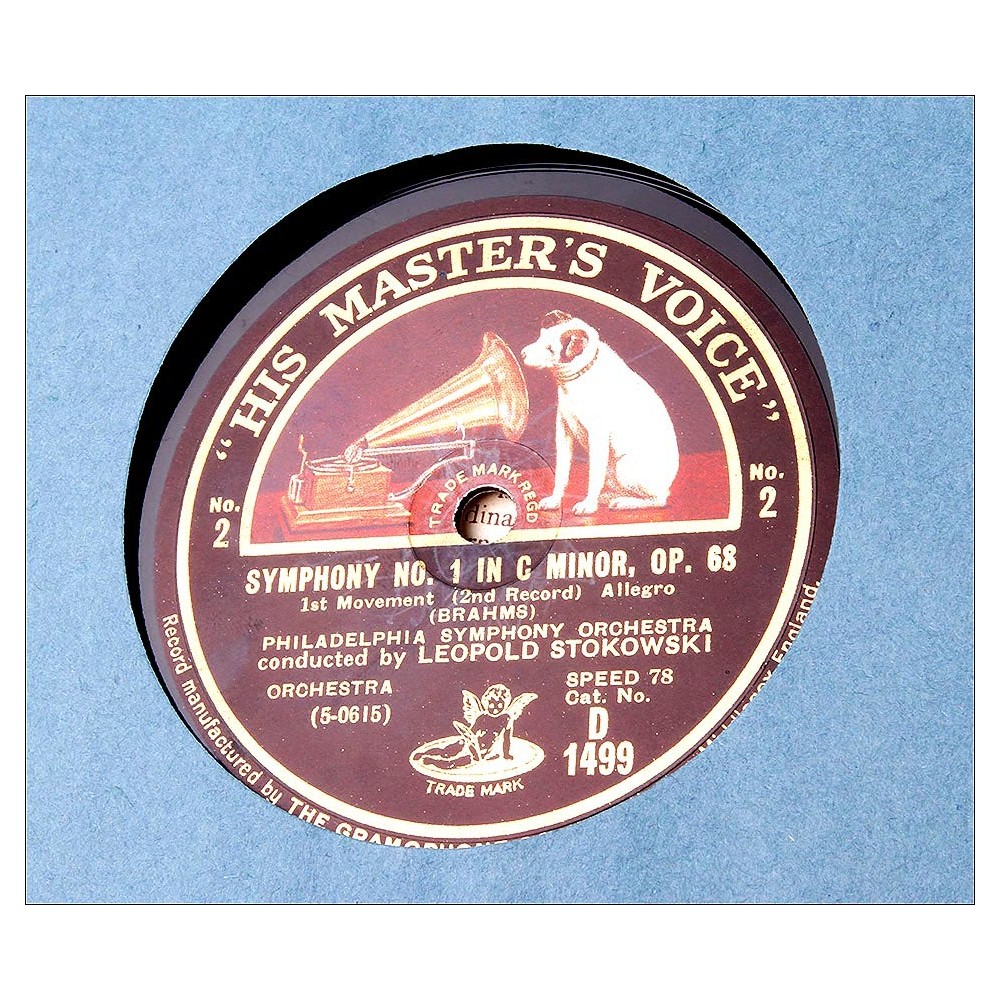 "HIS MASTER'S VOICE"
No. 2
No. 2
TRADE MARK REGD
dina
SYMPHONY NO. 1 IN C MINOR, OP. 68
1st Movement (2nd Record) Allegro
(BRAHMS)
PHILADELPHIA SYMPHONY ORCHESTRA
conducted by LEOPOLD STOKOWSKI
ORCHESTRA
(5-0615)
SPEED 78
Cat. No.
D
1499
TRADE MARK
Record manufactured by THE GRAMOPHONE
England.